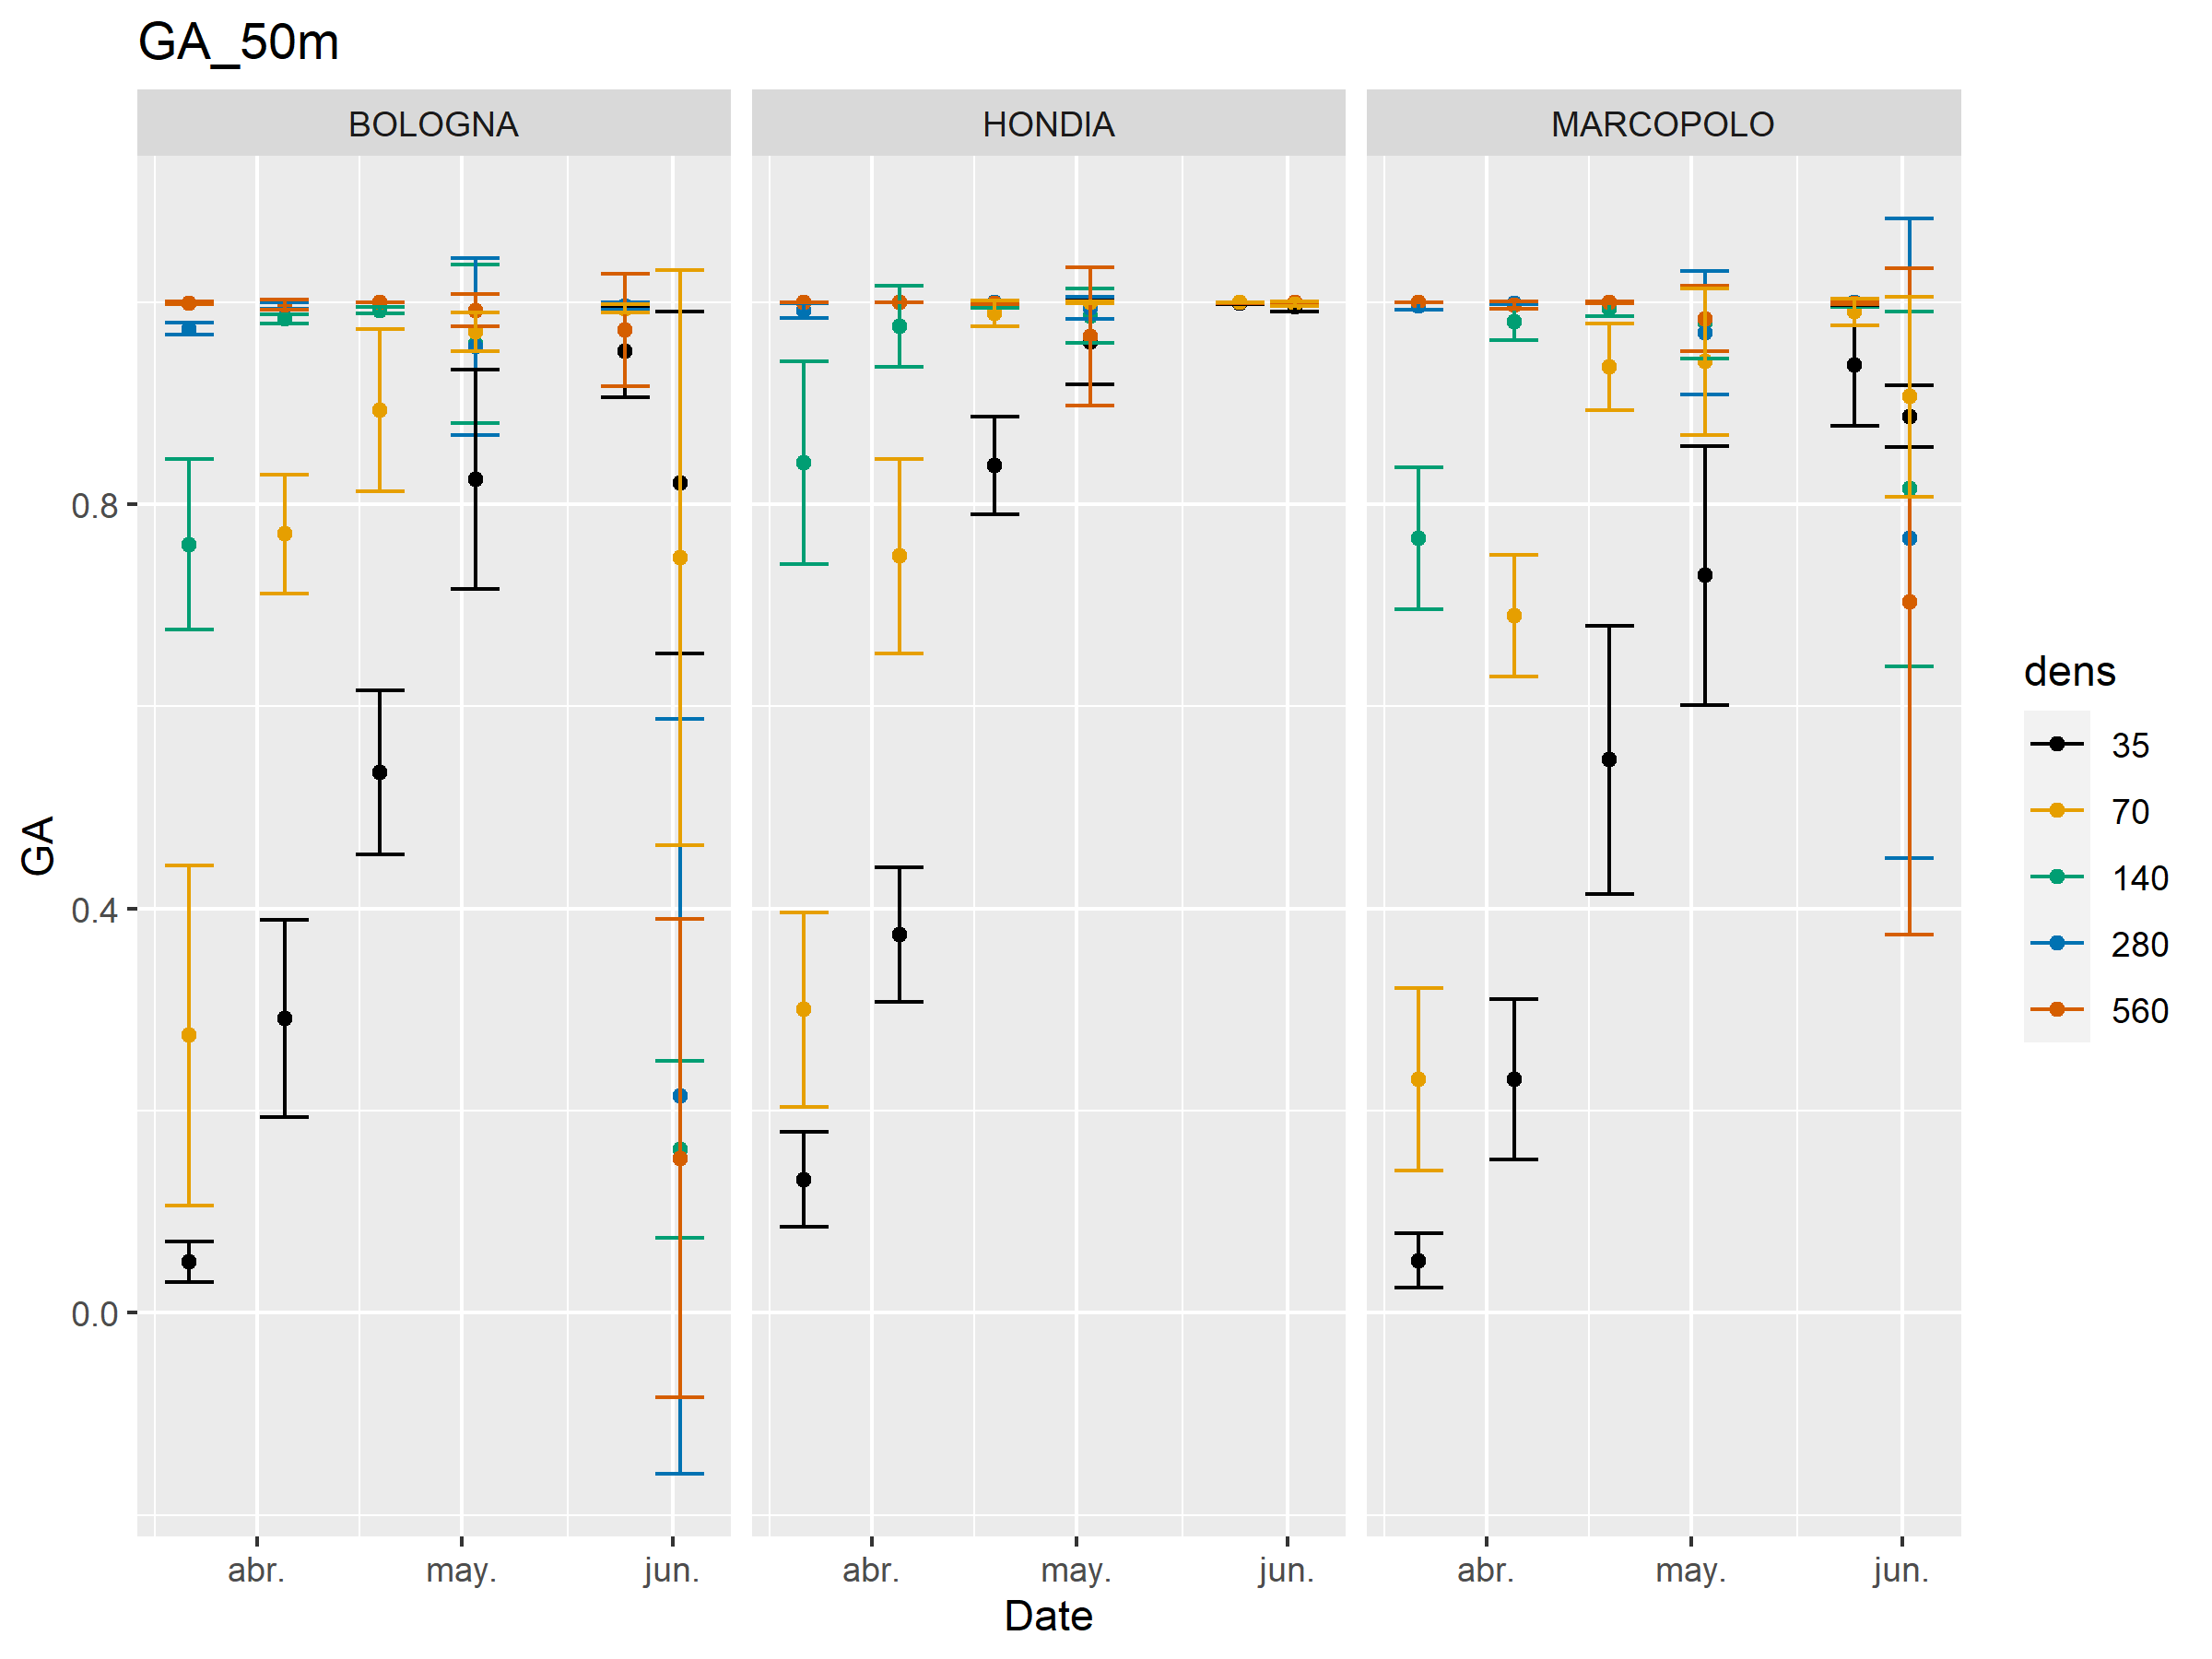 GA_50m
BOLOGNA
HONDIA
MARCOPOLO
GA
0.8
0.4
0.0
abr.
may.
jun.
abr.
may.
jun.
abr.
may.
jun.
Date
dens
35
70
140
280
560